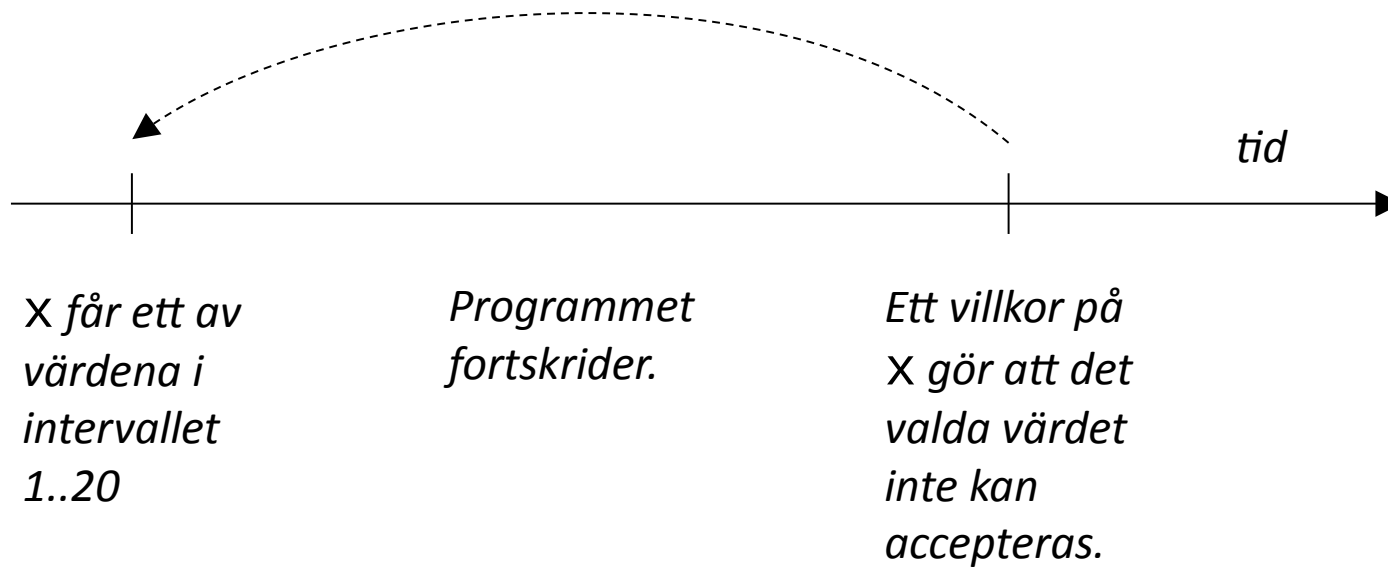 tid
X får ett av
värdena i
intervallet
1..20
Programmet
fortskrider.
Ett villkor på
X gör att det
valda värdet
inte kan
accepteras.